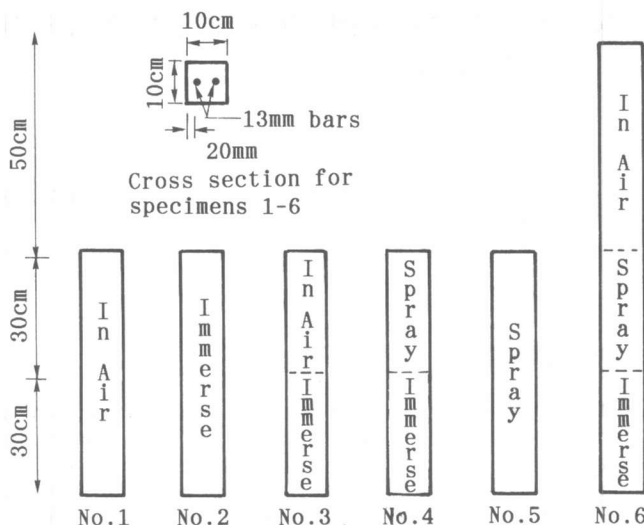 10cm
10cm
13mm bars
20mm
Cross section for
specimens 1-6
50cm
30cm
30cm
In Air
Immerse
In Air
Immerse
Spray
Immerse
Spray
In Air
Spray
Immerse
No.1
No.2
No.3
No.4
No.5
No.6